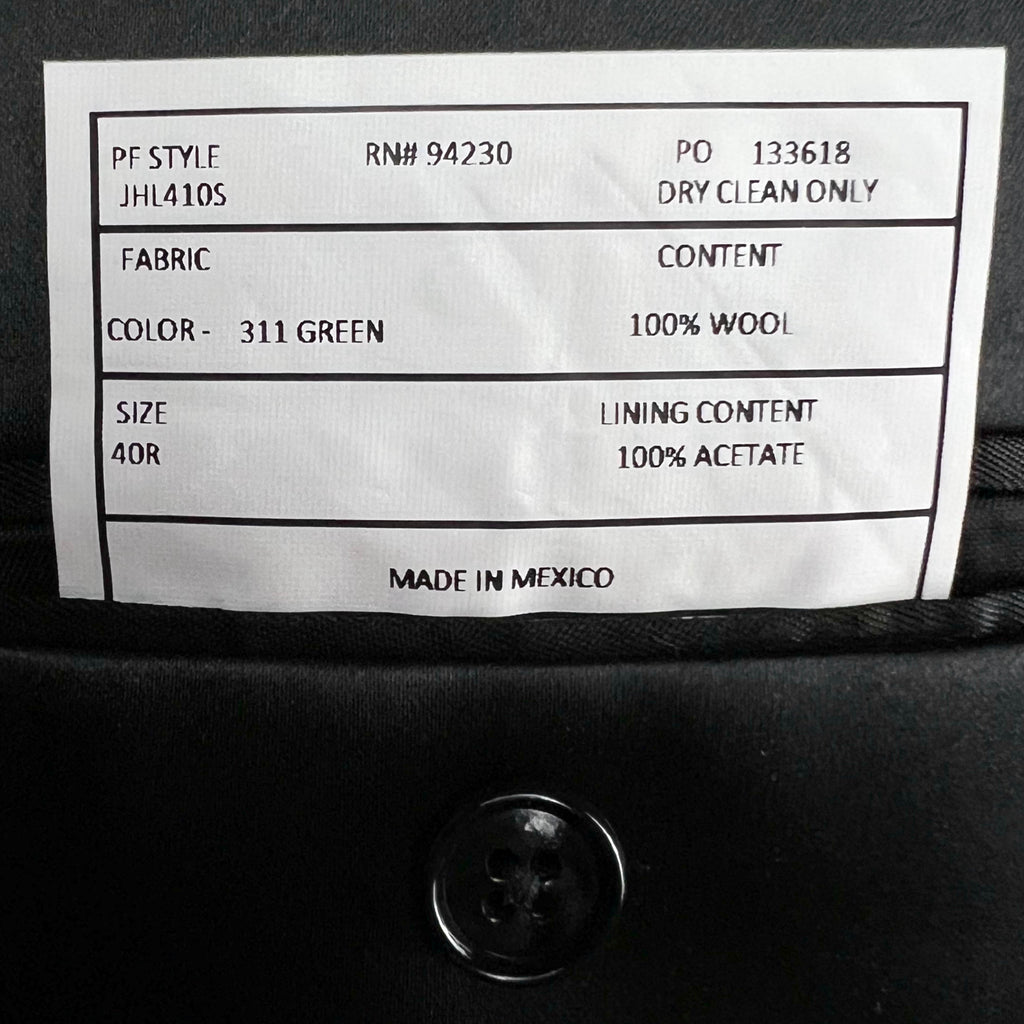 PF STYLE RN# 94230 PO 133618
JHL410S DRY CLEAN ONLY
FABRIC CONTENT
COLOR - 311 GREEN 100% WOOL
SIZE LINING CONTENT
40R 100% ACETATE
MADE IN MEXICO